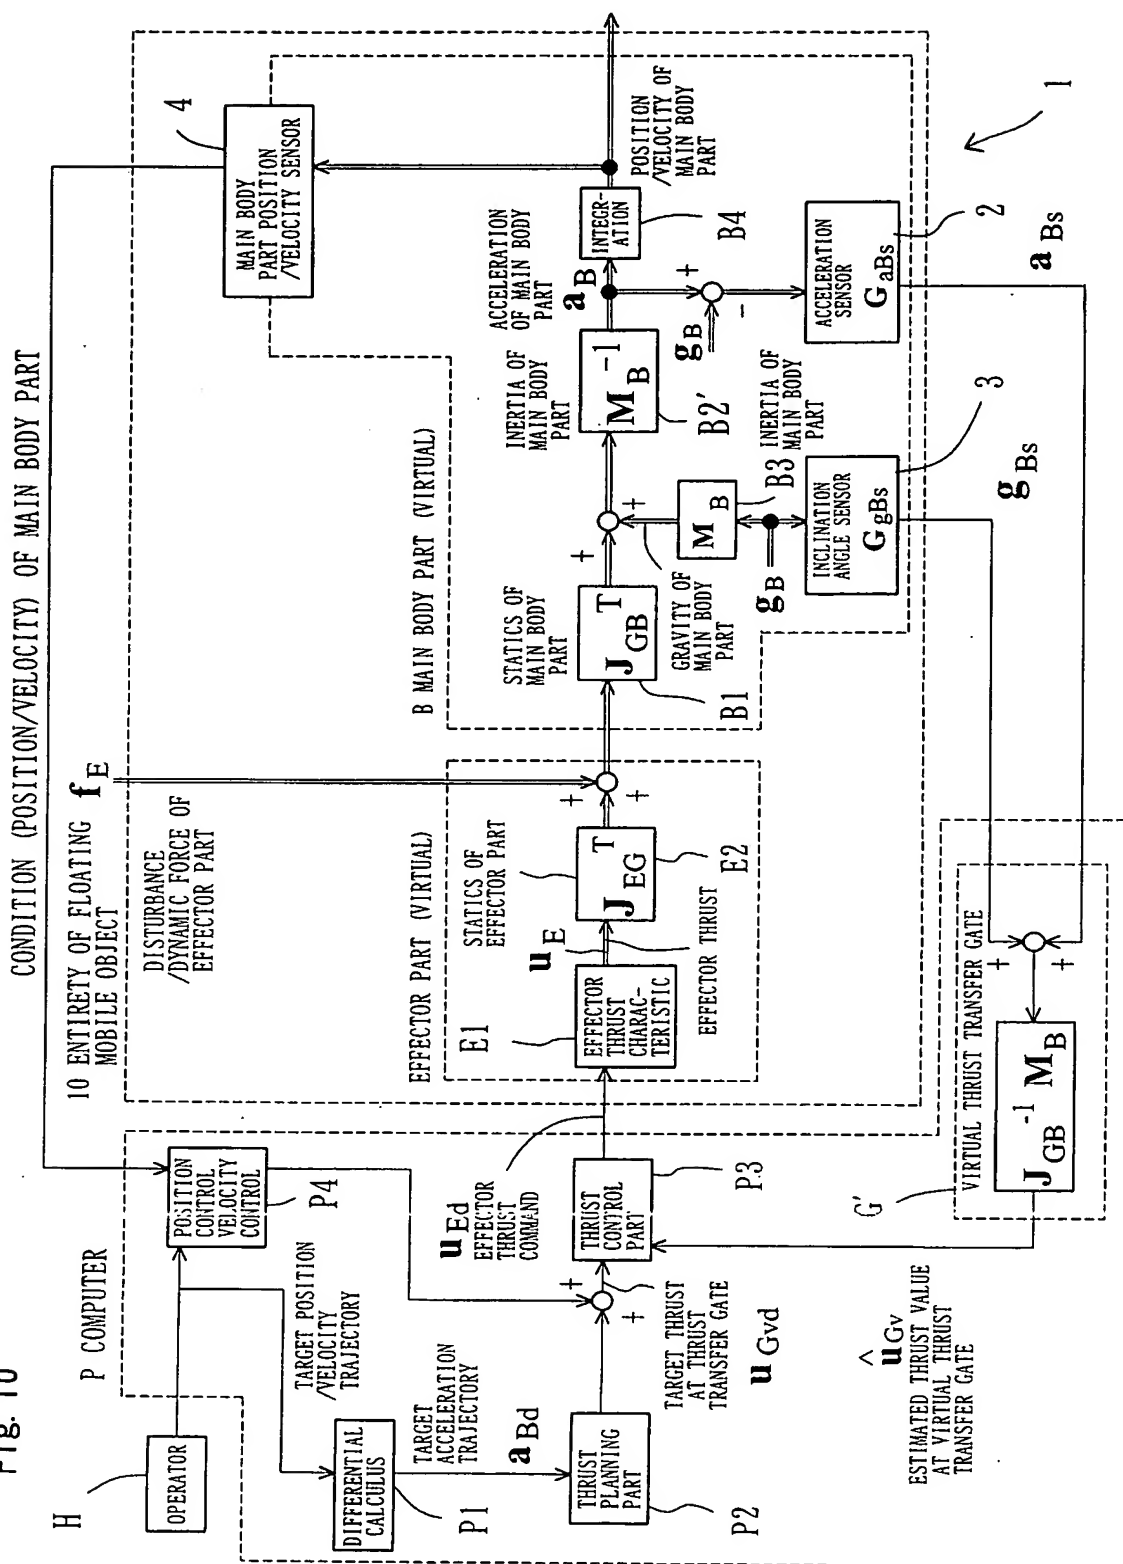 Fig. 10
CONDITION (POSITION/VELOCITY) OF MAIN BODY PART
H
OPERATOR
P COMPUTER
POSITION
CONTROL
VELOCITY
CONTROL
P4
TARGET POSITION
/VELOCITY
TRAJECTORY
DIFFERENTIAL
CALCULUS
P1
TARGET
ACCELERATION
TRAJECTORY
a Bd
THRUST
PLANNING
PART
P2
+
+
TARGET THRUST
AT THRUST
TRANSFER GATE
u Gvd
THRUST
CONTROL
PART
P3
u Ed
EFFECTOR
THRUST
COMMAND
^
u Gv
ESTIMATED THRUST VALUE
AT VIRTUAL THRUST
TRANSFER GATE
10 ENTIRETY OF FLOATING
MOBILE OBJECT
DISTURBANCE
/DYNAMIC FORCE OF
EFFECTOR PART
f E
EFFECTOR PART (VIRTUAL)
E1
EFFECTOR
THRUST
CHARAC-
TERISTIC
u E
EFFECTOR THRUST
STATICS OF
EFFECTOR PART
J EG T
E2
+
+
B MAIN BODY PART (VIRTUAL)
STATICS OF
MAIN BODY
PART
J GB T
B1
+
+
GRAVITY OF
MAIN BODY
PART
M B
B3
INERTIA OF
MAIN BODY
PART
g B
INCLINATION
ANGLE SENSOR
G gBs
3
g Bs
INERTIA OF
MAIN BODY
PART
M B -1
B2'
ACCELERATION
OF MAIN BODY
PART
a B
+
-
g B
ACCELERATION
SENSOR
G aBs
2
a Bs
INTEGR-
ATION
B4
POSITION
/VELOCITY OF
MAIN BODY
PART
MAIN BODY
PART POSITION
/VELOCITY SENSOR
4
1
VIRTUAL THRUST TRANSFER GATE
G'
J GB -1 M B
+
+